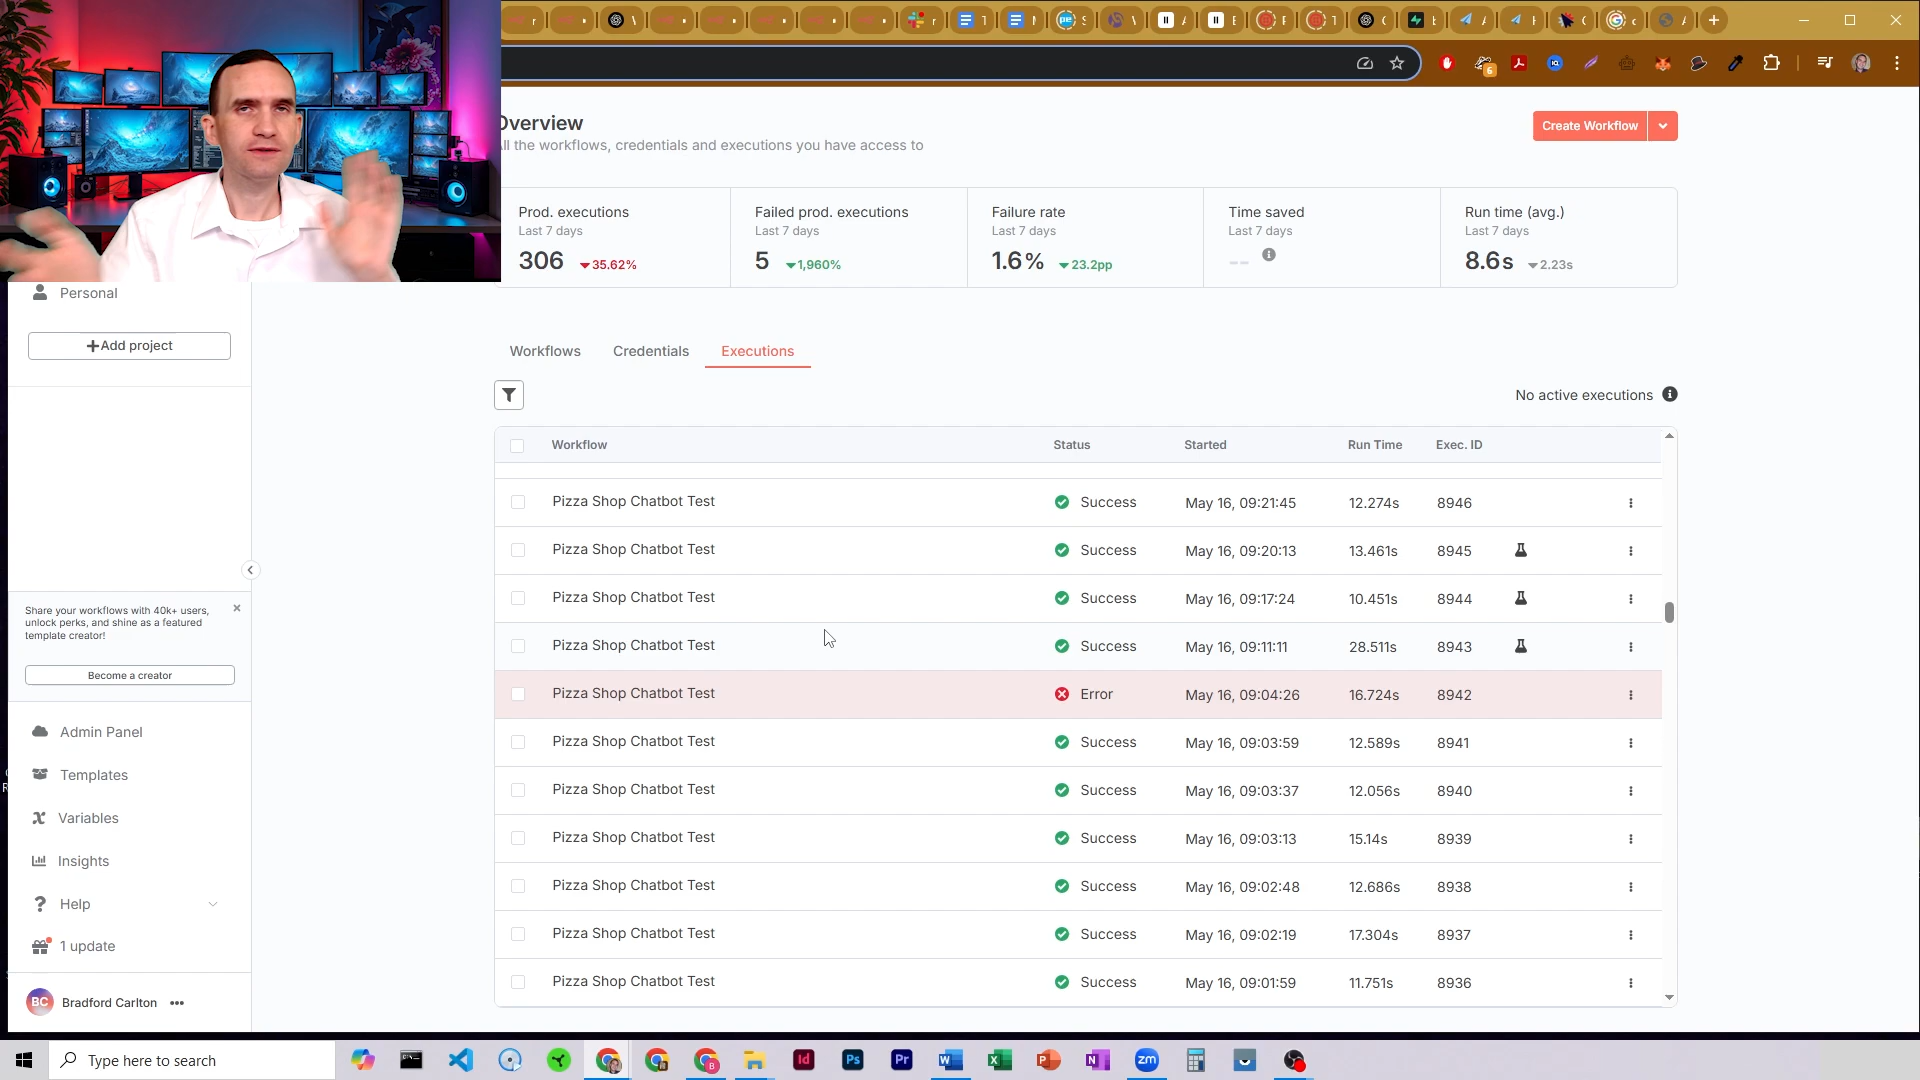 Overview
All the workflows, credentials and executions you have access to
Create Workflow
Prod. executions
Last 7 days
306 35.62%
Failed prod. executions
Last 7 days
5 1,960%
Failure rate
Last 7 days
1.6% 23.2pp
Time saved
Last 7 days
--
Run time (avg.)
Last 7 days
8.6s 2.23s
Personal
+Add project
Workflows Credentials Executions
No active executions
Workflow Status Started Run Time Exec. ID
Pizza Shop Chatbot Test Success May 16, 09:21:45 12.274s 8946
Pizza Shop Chatbot Test Success May 16, 09:20:13 13.461s 8945
Pizza Shop Chatbot Test Success May 16, 09:17:24 10.451s 8944
Pizza Shop Chatbot Test Success May 16, 09:11:11 28.511s 8943
Pizza Shop Chatbot Test Error May 16, 09:04:26 16.724s 8942
Pizza Shop Chatbot Test Success May 16, 09:03:59 12.589s 8941
Pizza Shop Chatbot Test Success May 16, 09:03:37 12.056s 8940
Pizza Shop Chatbot Test Success May 16, 09:03:13 15.14s 8939
Pizza Shop Chatbot Test Success May 16, 09:02:48 12.686s 8938
Pizza Shop Chatbot Test Success May 16, 09:02:19 17.304s 8937
Pizza Shop Chatbot Test Success May 16, 09:01:59 11.751s 8936
Share your workflows with 40k+ users,
unlock perks, and shine as a featured
template creator!
Become a creator
Admin Panel
Templates
Variables
Insights
Help
1 update
BC Bradford Carlton
Type here to search